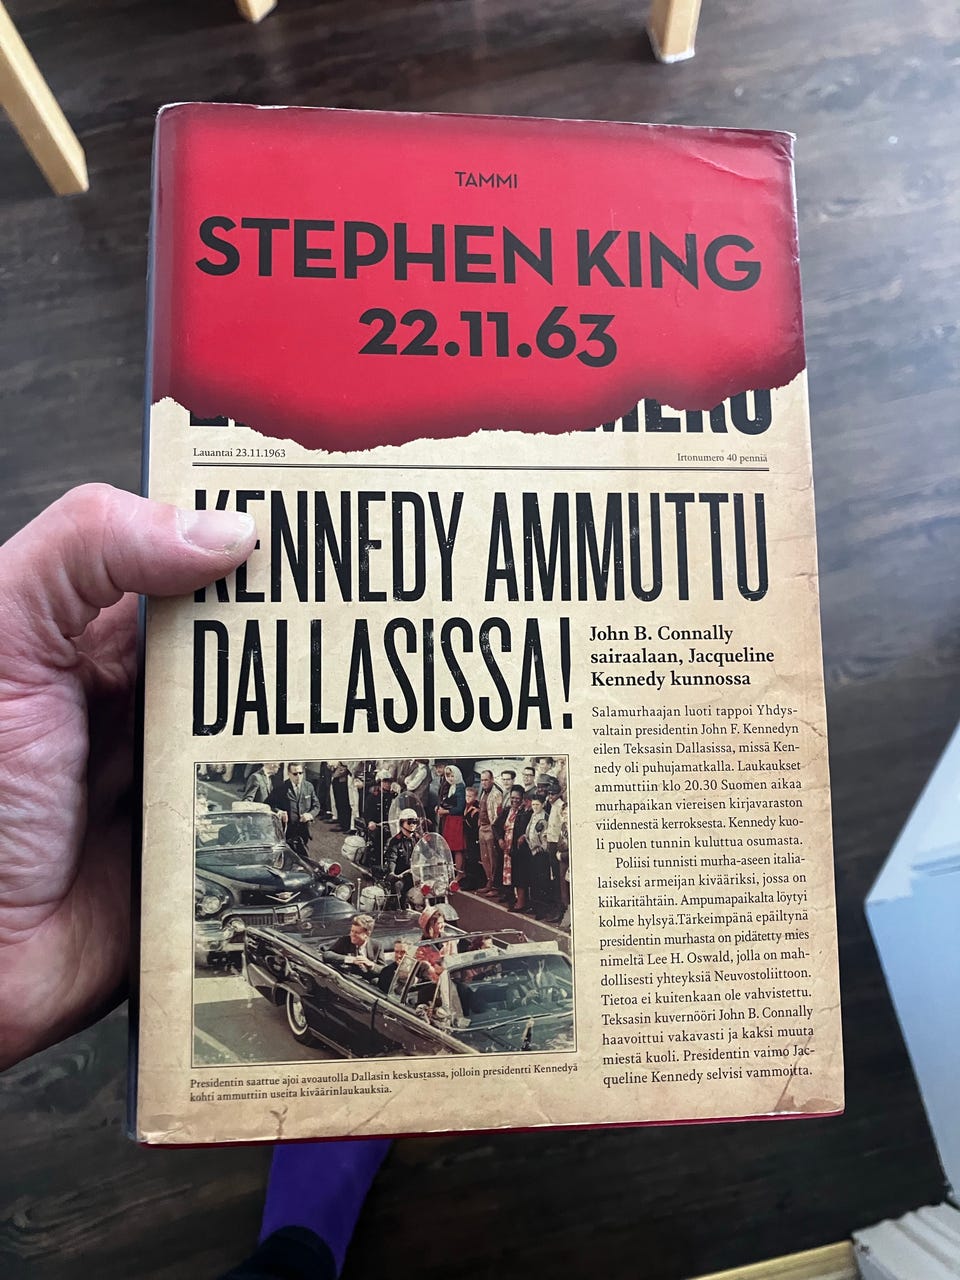 TAMMI
STEPHEN KING
22.11.63
Lauantai 23.11.1963
Irtonumero 40 penniä
KENNEDY AMMUTTU
DALLASISSA!
John B. Connally
sairaalaan, Jacqueline
Kennedy kunnossa
Salamurhaajan luoti tappoi Yhdys-
valtain presidentin John F. Kennedyn
eilen Teksasin Dallasissa, missä Ken-
nedy oli puhujamatkalla. Laukaukset
ammuttiin klo 20.30 Suomen aikaa
murhapaikan viereisen kirjavaraston
viidennestä kerroksesta. Kennedy kuo-
li puolen tunnin kuluttua osumasta.
Poliisi tunnisti murha-aseen italia-
laiseksi armeijan kivääriksi, jossa on
kiikaritähtäin. Ampumapaikalta löytyi
kolme hylsyä.Tärkeimpänä epäiltynä
presidentin murhasta on pidätetty mies
nimeltä Lee H. Oswald, jolla on mah-
dollisesti yhteyksiä Neuvostoliittoon.
Tietoa ei kuitenkaan ole vahvistettu.
Teksasin kuvernööri John B. Connally
haavoittui vakavasti ja kaksi muuta
miestä kuoli. Presidentin vaimo Jac-
queline Kennedy selvisi vammoitta.
Presidentin saattue ajoi avoautolla Dallasin keskustassa, jolloin presidentti Kennedyä
kohti ammuttiin useita kiväärinlaukauksia.